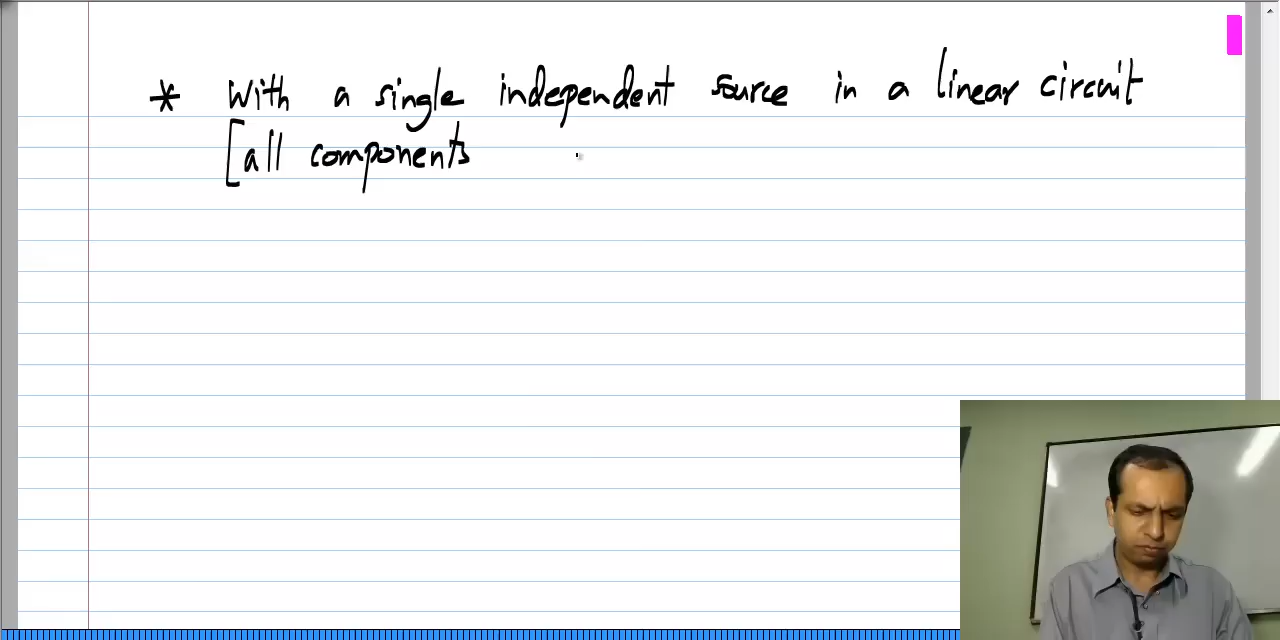 * With a single independent source in a linear circuit
[all components